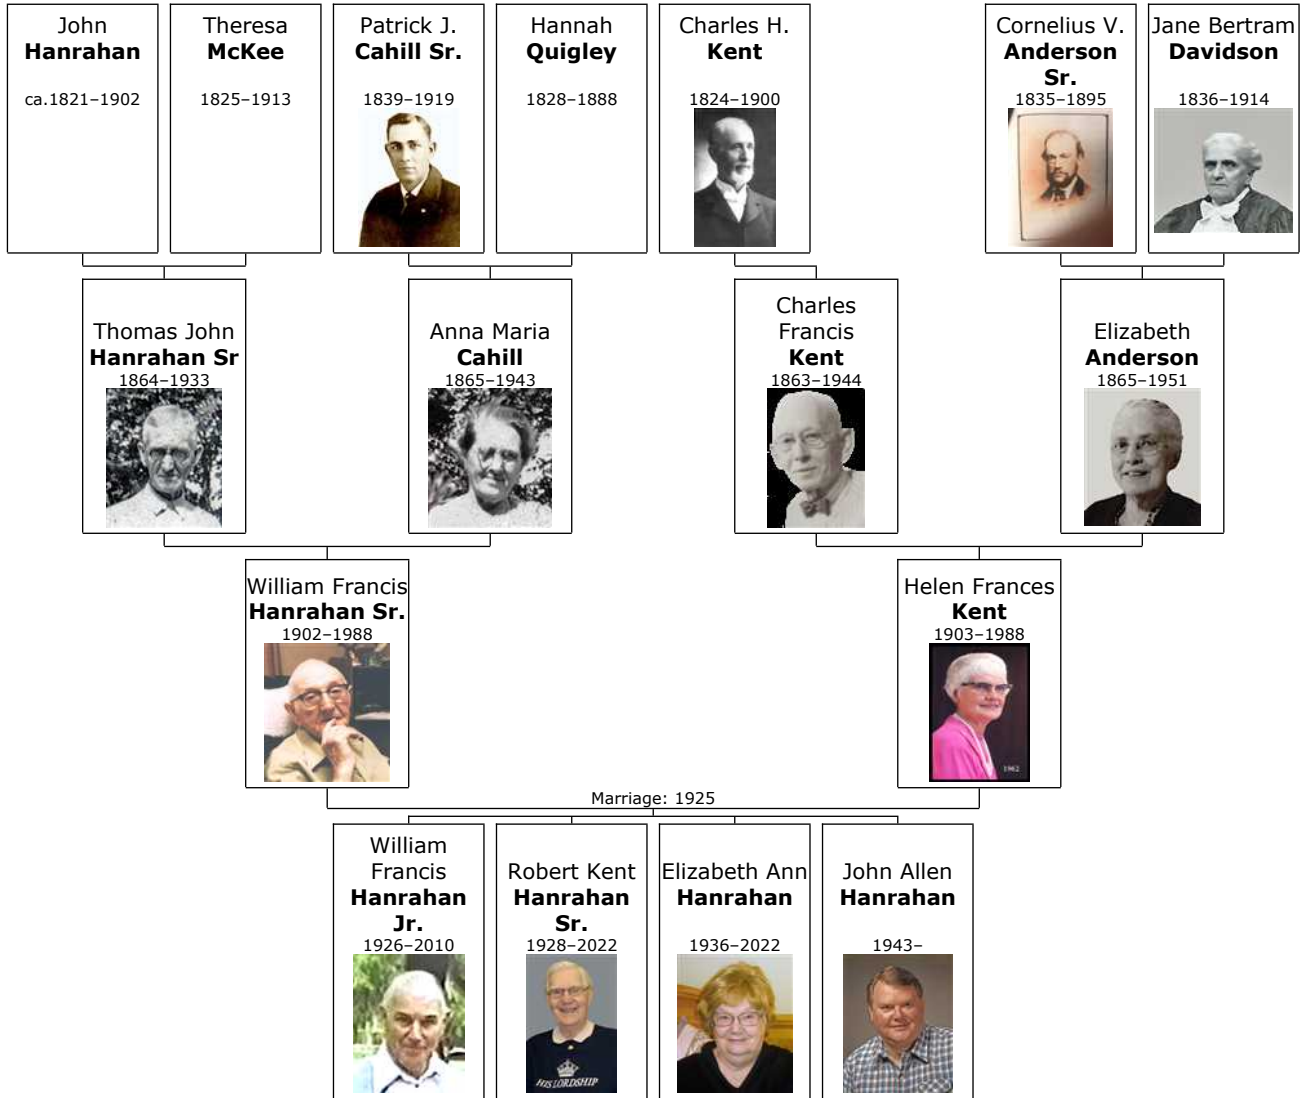 John
Hanrahan
ca.1821–1902
Theresa
McKee
1825–1913
Patrick J.
Cahill Sr.
1839–1919
Hannah
Quigley
1828–1888
Charles H.
Kent
1824–1900
Cornelius V.
Anderson
Sr.
1835–1895
Jane Bertram
Davidson
1836–1914
Thomas John
Hanrahan Sr
1864–1933
Anna Maria
Cahill
1865–1943
Charles
Francis
Kent
1863–1944
Elizabeth
Anderson
1865–1951
William Francis
Hanrahan Sr.
1902–1988
Helen Frances
Kent
1903–1988
1962
Marriage: 1925
William
Francis
Hanrahan
Jr.
1926–2010
Robert Kent
Hanrahan
Sr.
1928–2022
HIS LORDSHIP
Elizabeth Ann
Hanrahan
1936–2022
John Allen
Hanrahan
1943–